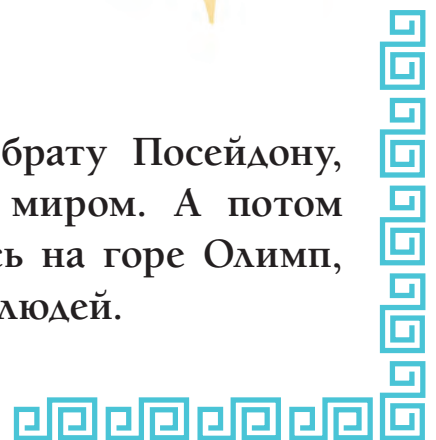 брату Посейдону,
миром. А потом
на горе Олимп,
людей.